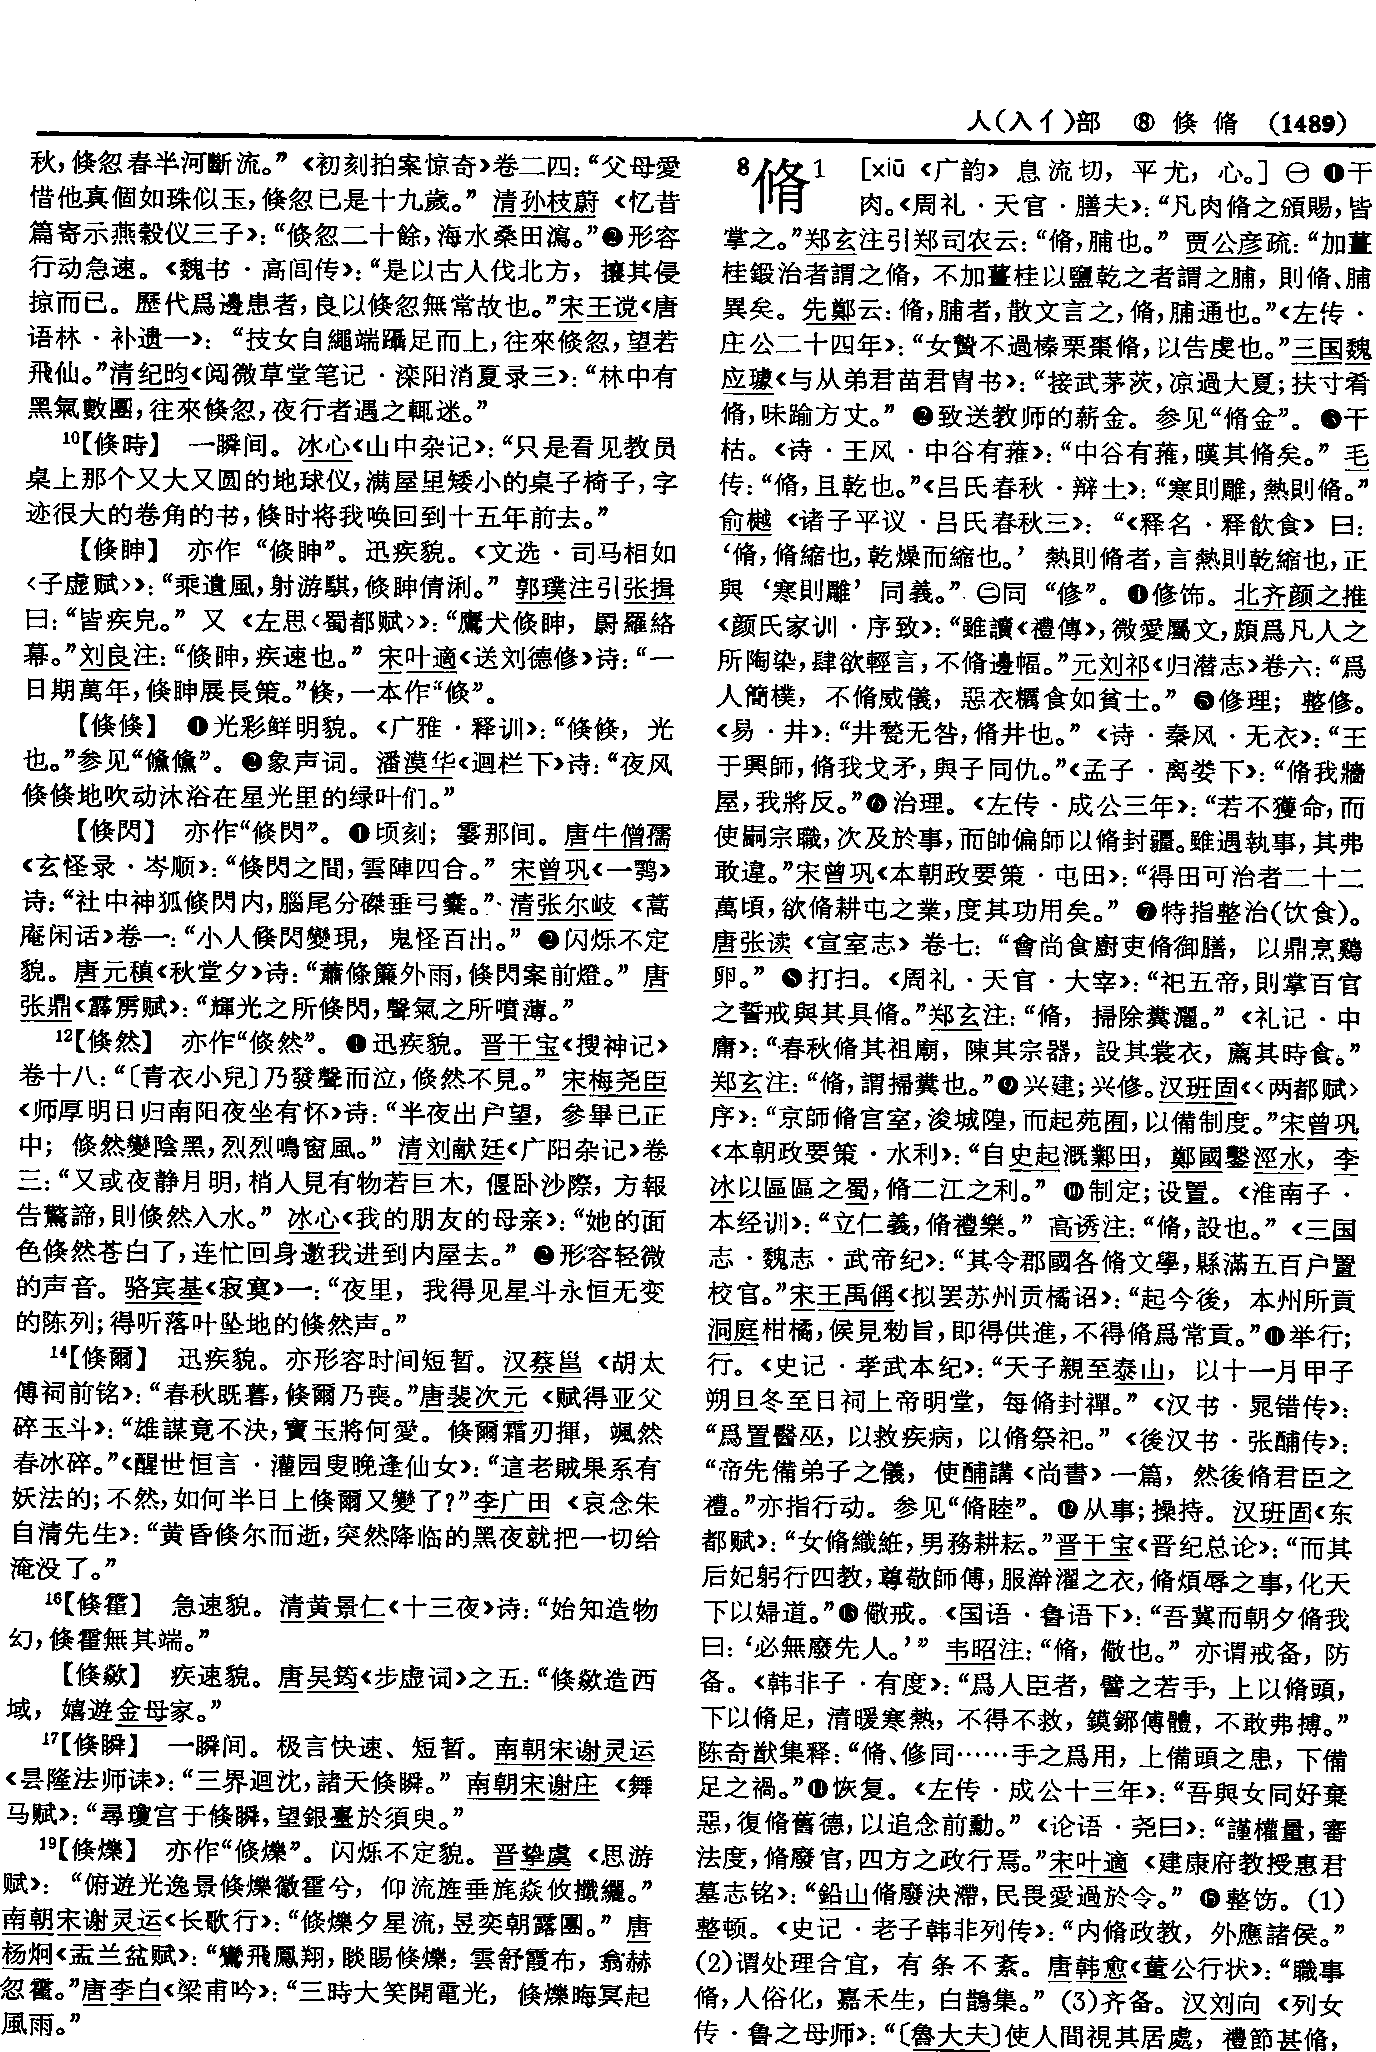 人(入亻)部 ⑧ 倏 脩 (1489)
秋，倏忽春半河斷流。”《初刻拍案惊奇》卷二四：“父母愛
惜他真個如珠似玉，倏忽已是十九歲。”清孙枝蔚《忆昔
篇寄示燕穀仪三子》：“倏忽二十餘，海水桑田瀉。”❷形容
行动急速。《魏书·高闾传》：“是以古人伐北方，攘其侵
掠而已。歷代爲邊患者，良以倏忽無常故也。”宋王谠《唐
语林·补遗一》：“技女自繩端躡足而上，往來倏忽，望若
飛仙。”清纪昀《阅微草堂笔记·滦阳消夏录三》：“林中有
黑氣數團，往來倏忽，夜行者遇之輒迷。”
10【倏時】 一瞬间。冰心《山中杂记》：“只是看见教员
桌上那个又大又圆的地球仪，满屋里矮小的桌子椅子，字
迹很大的卷角的书，倏时将我唤回到十五年前去。”
【倏眒】 亦作“倐眒”。迅疾貌。《文选·司马相如
〈子虚赋〉》：“乘遺風，射游騏，倏眒倩浰。”郭璞注引张揖
曰：“皆疾皃。”又《左思〈蜀都赋〉》：“鷹犬倏眒，罻羅絡
幕。”刘良注：“倏眒，疾速也。”宋叶適《送刘德修》诗：“一
日期萬年，倏眒展長策。”倏，一本作“倐”。
【倏倏】 ❶光彩鲜明貌。《广雅·释训》：“倏倏，光
也。”参见“儵儵”。❷象声词。潘漠华《迴栏下》诗：“夜风
倏倏地吹动沐浴在星光里的绿叶们。”
【倏閃】 亦作“倐閃”。❶顷刻；霎那间。唐牛僧孺
《玄怪录·岑顺》：“倏閃之間，雲陣四合。”宋曾巩《一鹗》
诗：“社中神狐倏閃内，腦尾分磔垂弓櫜。”清张尔岐《蒿
庵闲话》卷一：“小人倏閃變現，鬼怪百出。”❷闪烁不定
貌。唐元稹《秋堂夕》诗：“蕭條簾外雨，倏閃案前燈。”唐
张鼎《霹雳赋》：“輝光之所倏閃，聲氣之所噴薄。”
12【倏然】 亦作“倐然”。❶迅疾貌。晋干宝《搜神记》
卷十八：“〔青衣小兒〕乃發聲而泣，倏然不見。”宋梅尧臣
《师厚明日归南阳夜坐有怀》诗：“半夜出户望，參畢已正
中；倏然變陰黑，烈烈鳴窗風。”清刘献廷《广阳杂记》卷
三：“又或夜静月明，梢人見有物若巨木，偃卧沙際，方報
告驚諦，則倏然入水。”冰心《我的朋友的母亲》：“她的面
色倏然苍白了，连忙回身邀我进到内屋去。”❷形容轻微
的声音。骆宾基《寂寞》一：“夜里，我得见星斗永恒无变
的陈列；得听落叶坠地的倏然声。”
14【倏爾】 迅疾貌。亦形容时间短暂。汉蔡邕《胡太
傅祠前铭》：“春秋既暮，倏爾乃喪。”唐裴次元《赋得亚父
碎玉斗》：“雄謀竟不決，寶玉將何愛。倏爾霜刃揮，颯然
春冰碎。”《醒世恒言·灌园叟晚逢仙女》：“這老賊果系有
妖法的；不然，如何半日上倏爾又變了？”李广田《哀念朱
自清先生》：“黄昏倏尔而逝，突然降临的黑夜就把一切给
淹没了。”
16【倏霍】 急速貌。清黄景仁《十三夜》诗：“始知造物
幻，倏霍無其端。”
【倏歘】 疾速貌。唐吴筠《步虚词》之五：“倏歘造西
域，嬉遊金母家。”
17【倏瞬】 一瞬间。极言快速、短暂。南朝宋谢灵运
《昙隆法师诔》：“三界迴沈，諸天倏瞬。”南朝宋谢庄《舞
马赋》：“尋瓊宫于倏瞬，望銀臺於須臾。”
19【倏爍】 亦作“倐爍”。闪烁不定貌。晋挚虞《思游
赋》：“俯遊光逸景倏爍徽霍兮，仰流旌垂旄焱攸攕纚。”
南朝宋谢灵运《长歌行》：“倏爍夕星流，昱奕朝露團。”唐
杨炯《盂兰盆赋》：“鸞飛鳳翔，睒賜倏爍，雲舒霞布，翕赫
忽霍。”唐李白《梁甫吟》：“三時大笑開電光，倏爍晦冥起
風雨。”
8脩1 [xiū《广韵》息流切，平尤，心。] ㊀ ❶干
肉。《周礼·天官·膳夫》：“凡肉脩之頒賜，皆
掌之。”郑玄注引郑司农云：“脩，脯也。”贾公彦疏：“加薑
桂鍛治者謂之脩，不加薑桂以鹽乾之者謂之脯，則脩、脯
異矣。先鄭云：脩，脯者，散文言之，脩，脯通也。”《左传·
庄公二十四年》：“女贄不過榛栗棗脩，以告虔也。”三国魏
应璩《与从弟君苗君胄书》：“接武茅茨，凉過大夏；扶寸肴
脩，味踰方丈。”❷致送教师的薪金。参见“脩金”。❸干
枯。《诗·王风·中谷有蓷》：“中谷有蓷，暵其脩矣。”毛
传：“脩，且乾也。”《吕氏春秋·辩土》：“寒則雕，熱則脩。”
俞樾《诸子平议·吕氏春秋三》：“《释名·释飲食》曰：
‘脩，脩縮也，乾燥而縮也。’熱則脩者，言熱則乾縮也，正
與‘寒則雕’同義。”㊁同“修”。❹修饰。北齐颜之推
《颜氏家训·序致》：“雖讀《禮傳》，微愛屬文，頗爲凡人之
所陶染，肆欲輕言，不脩邊幅。”元刘祁《归潜志》卷六：“爲
人簡樸，不脩威儀，惡衣糲食如貧士。”❺修理；整修。
《易·井》：“井甃无咎，脩井也。”《诗·秦风·无衣》：“王
于興師，脩我戈矛，與子同仇。”《孟子·离娄下》：“脩我牆
屋，我將反。”❻治理。《左传·成公三年》：“若不獲命，而
使嗣宗職，次及於事，而帥偏師以脩封疆。雖遇執事，其弗
敢違。”宋曾巩《本朝政要策·屯田》：“得田可治者二十二
萬頃，欲脩耕屯之業，度其功用矣。”❼特指整治(饮食)。
唐张读《宣室志》卷七：“會尚食廚吏脩御膳，以鼎烹鷄
卵。”❽打扫。《周礼·天官·大宰》：“祀五帝，則掌百官
之誓戒與其具脩。”郑玄注：“脩，掃除糞灑。”《礼记·中
庸》：“春秋脩其祖廟，陳其宗器，設其裳衣，薦其時食。”
郑玄注：“脩，謂掃糞也。”❾兴建；兴修。汉班固《〈两都赋〉
序》：“京師脩宫室，浚城隍，而起苑囿，以備制度。”宋曾巩
《本朝政要策·水利》：“自史起溉鄴田，鄭國鑿涇水，李
冰以區區之蜀，脩二江之利。”❿制定；设置。《淮南子·
本经训》：“立仁義，脩禮樂。”高诱注：“脩，設也。”《三国
志·魏志·武帝纪》：“其令郡國各脩文學，縣滿五百户置
校官。”宋王禹偁《拟罢苏州贡橘诏》：“起今後，本州所貢
洞庭柑橘，候見勑旨，即得供進，不得脩爲常貢。”⓫举行；
行。《史记·孝武本纪》：“天子親至泰山，以十一月甲子
朔旦冬至日祠上帝明堂，每脩封禪。”《汉书·晁错传》：
“爲置醫巫，以救疾病，以脩祭祀。”《後汉书·张酺传》：
“帝先備弟子之儀，使酺講《尚書》一篇，然後脩君臣之
禮。”亦指行动。参见“脩睦”。⓬从事；操持。汉班固《东
都赋》：“女脩織紝，男務耕耘。”晋干宝《晋纪总论》：“而其
后妃躬行四教，尊敬師傅，服澣濯之衣，脩煩辱之事，化天
下以婦道。”⓭儆戒。《国语·鲁语下》：“吾冀而朝夕脩我
曰：‘必無廢先人。’”韦昭注：“脩，儆也。”亦谓戒备，防
备。《韩非子·有度》：“爲人臣者，譬之若手，上以脩頭，
下以脩足，清暖寒熱，不得不救，鏌鋣傅體，不敢弗搏。”
陈奇猷集释：“脩、修同……手之爲用，上備頭之患，下備
足之禍。”⓮恢复。《左传·成公十三年》：“吾與女同好棄
惡，復脩舊德，以追念前勳。”《论语·尧曰》：“謹權量，審
法度，脩廢官，四方之政行焉。”宋叶適《建康府教授惠君
墓志铭》：“鉛山脩廢決滯，民畏愛過於令。”⓯整饬。(1)
整顿。《史记·老子韩非列传》：“内脩政教，外應諸侯。”
(2)谓处理合宜，有条不紊。唐韩愈《董公行状》：“職事
脩，人俗化，嘉禾生，白鵲集。”(3)齐备。汉刘向《列女
传·鲁之母师》：“〔魯大夫〕使人間視其居處，禮節甚脩，